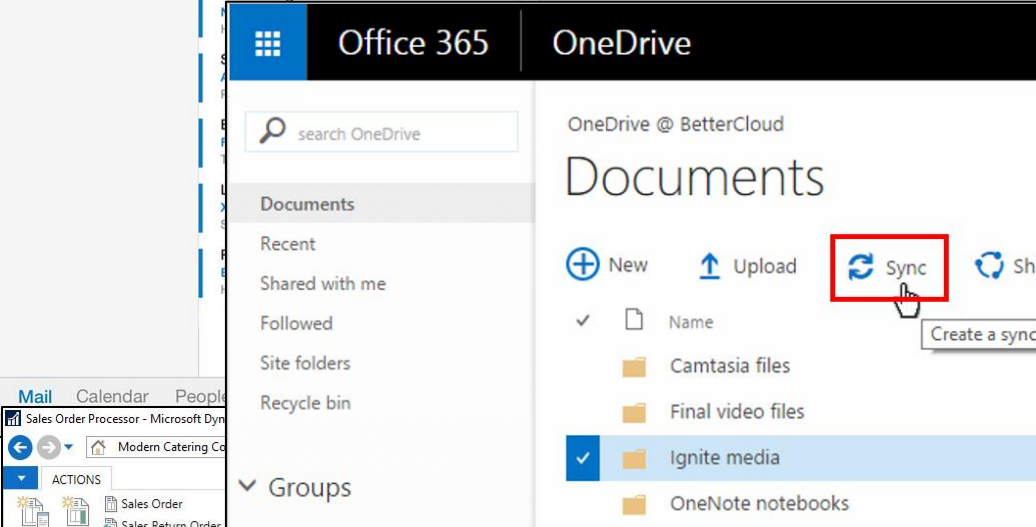 Office 365 OneDrive
search OneDrive
Documents
Recent
Shared with me
Followed
Site folders
Recycle bin
Groups
OneDrive @ BetterCloud
Documents
New Upload Sync Sh
Name
Create a sync
Camtasia files
Final video files
Ignite media
OneNote notebooks
Mail Calendar People
Sales Order Processor - Microsoft Dyn
Modern Catering Co
ACTIONS
Sales Order
Sales Return Order